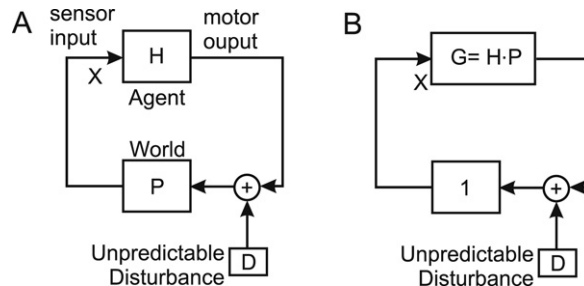 A
sensor
input
motor
ouput
H
X
Agent
World
P
+
Unpredictable
Disturbance
D
B
G= H·P
X
1
+
Unpredictable
Disturbance
D